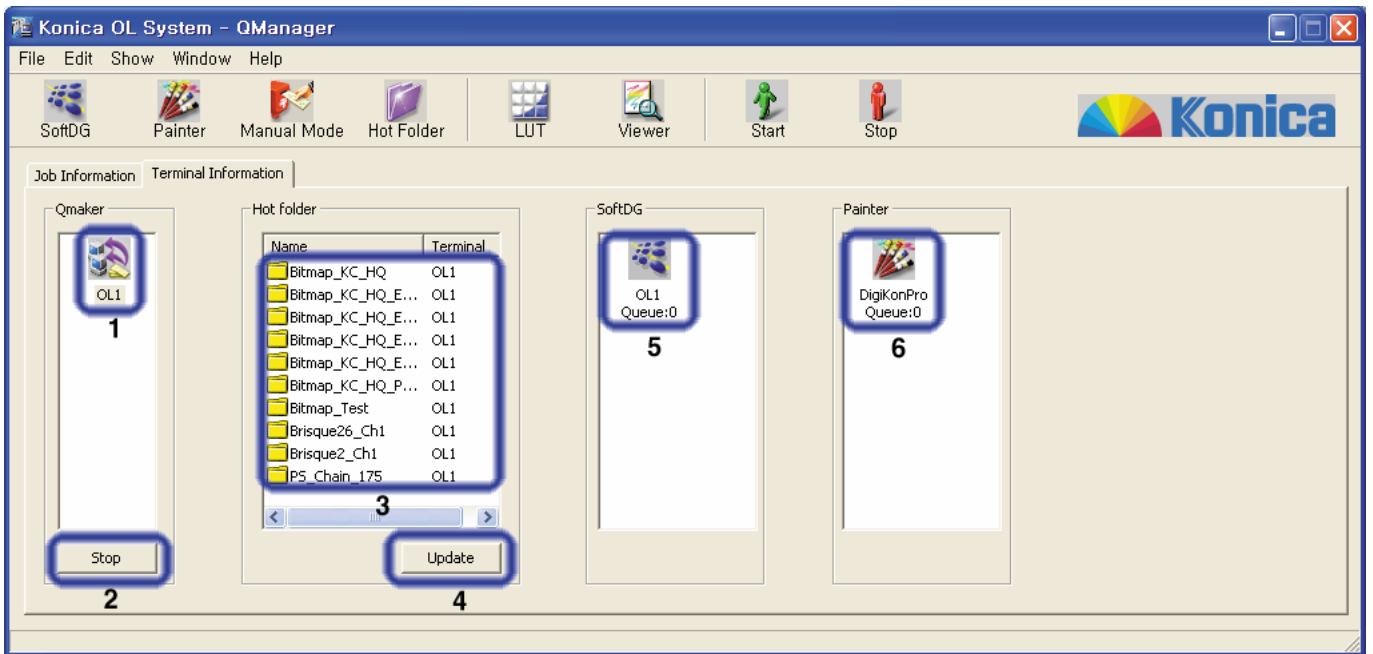 Konica OL System - QManager
File Edit Show Window Help
SoftDG Painter Manual Mode Hot Folder LUT Viewer Start Stop
Konica
Job Information Terminal Information
Qmaker
OL1
1
Stop
2
Hot folder
Name Terminal
Bitmap_KC_HQ OL1
Bitmap_KC_HQ_E... OL1
Bitmap_KC_HQ_E... OL1
Bitmap_KC_HQ_E... OL1
Bitmap_KC_HQ_E... OL1
Bitmap_KC_HQ_P... OL1
Bitmap_Test OL1
Brisque26_Ch1 OL1
Brisque2_Ch1 OL1
PS_Chain_175 OL1
3
Update
4
SoftDG
OL1
Queue:0
5
Painter
DigiKonPro
Queue:0
6